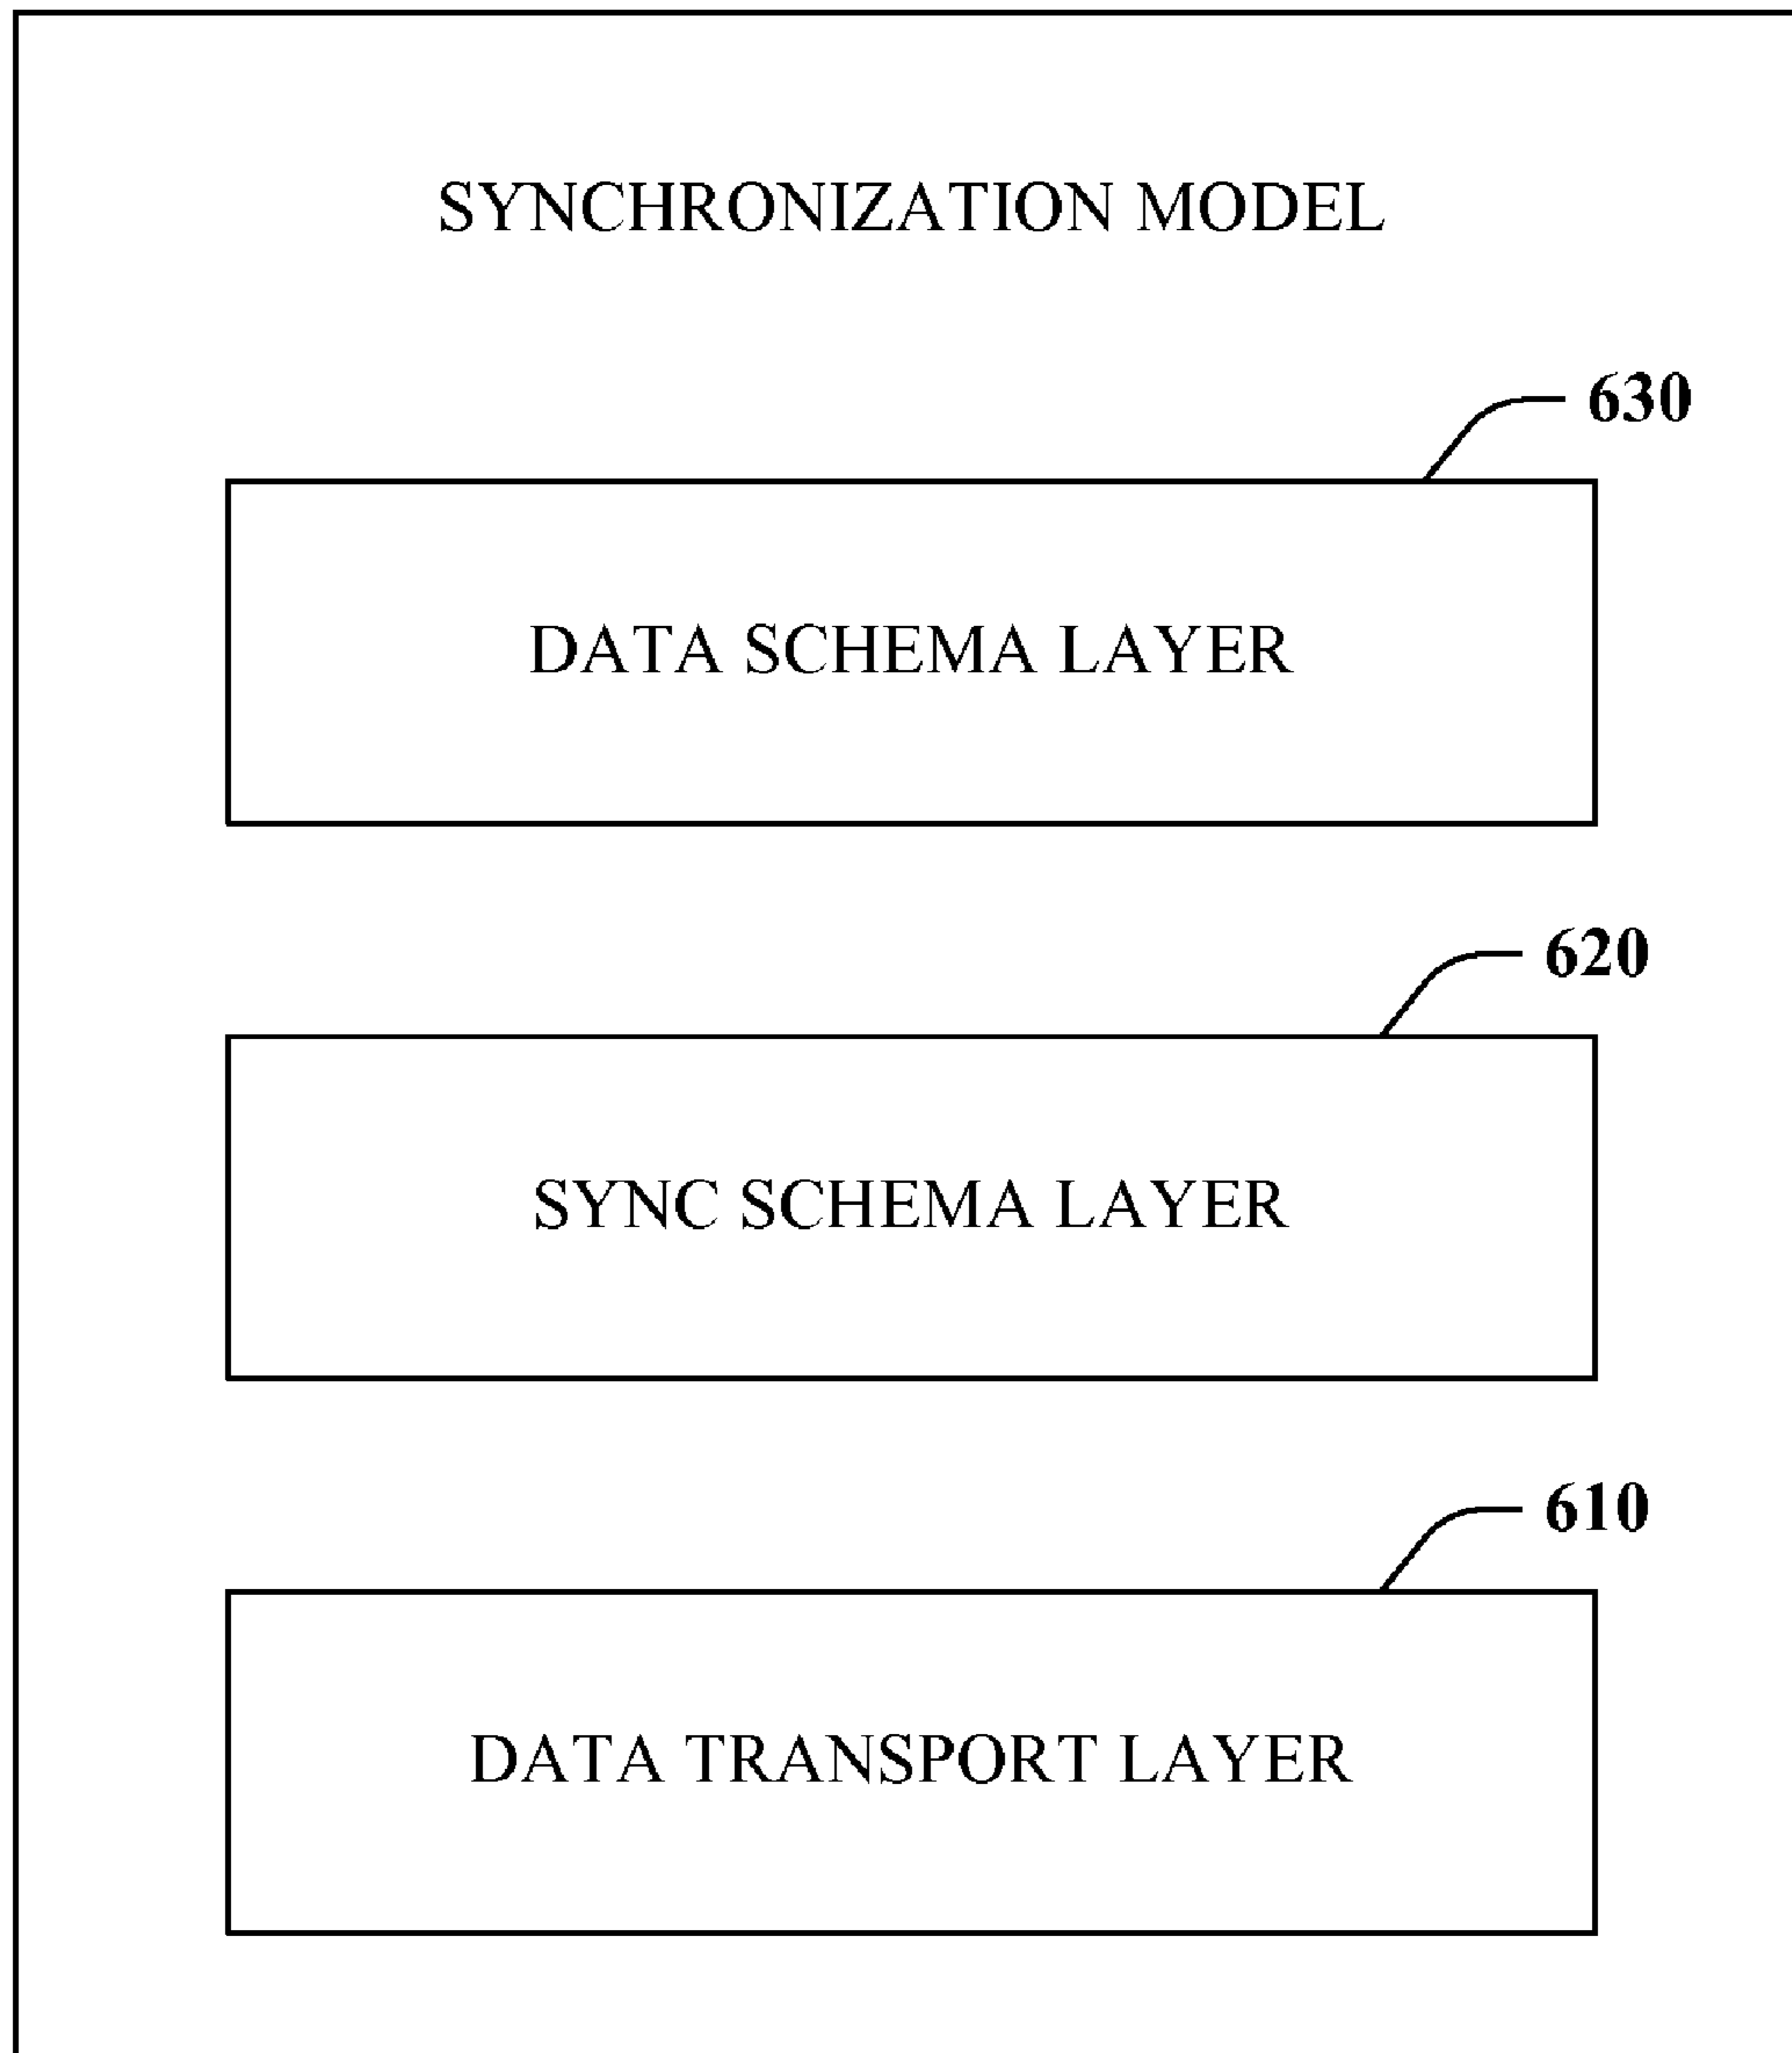 SYNCHRONIZATION MODEL
630
DATA SCHEMA LAYER
620
SYNC SCHEMA LAYER
610
DATA TRANSPORT LAYER